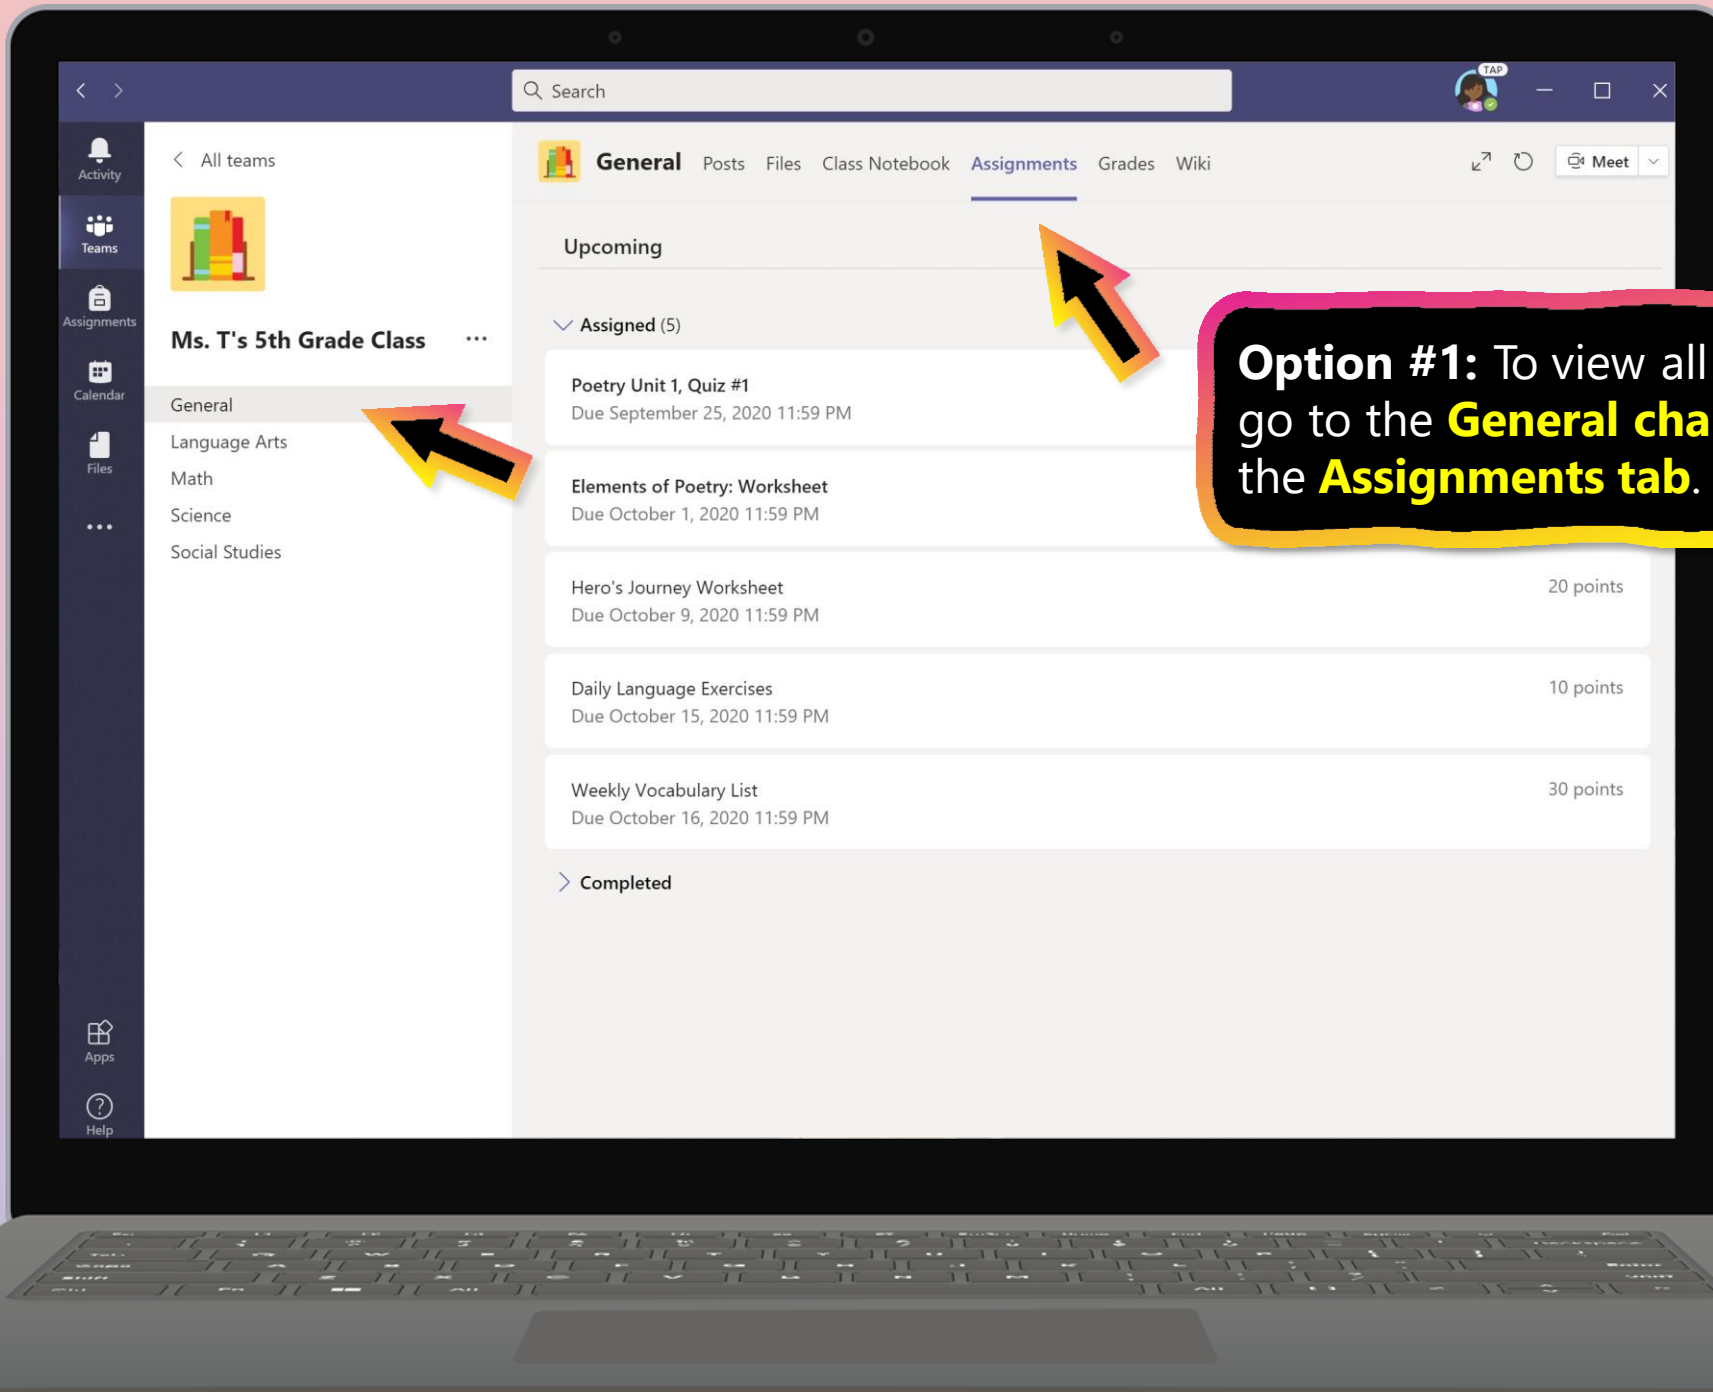 Search
TAP
Activity
Teams
Assignments
Calendar
Files
Apps
Help
All teams
Ms. T's 5th Grade Class
General
Language Arts
Math
Science
Social Studies
General Posts Files Class Notebook Assignments Grades Wiki
Meet
Upcoming
Assigned (5)
Poetry Unit 1, Quiz #1
Due September 25, 2020 11:59 PM
Elements of Poetry: Worksheet
Due October 1, 2020 11:59 PM
Hero's Journey Worksheet
Due October 9, 2020 11:59 PM
20 points
Daily Language Exercises
Due October 15, 2020 11:59 PM
10 points
Weekly Vocabulary List
Due October 16, 2020 11:59 PM
30 points
Completed
Option #1: To view all
go to the General cha
the Assignments tab.